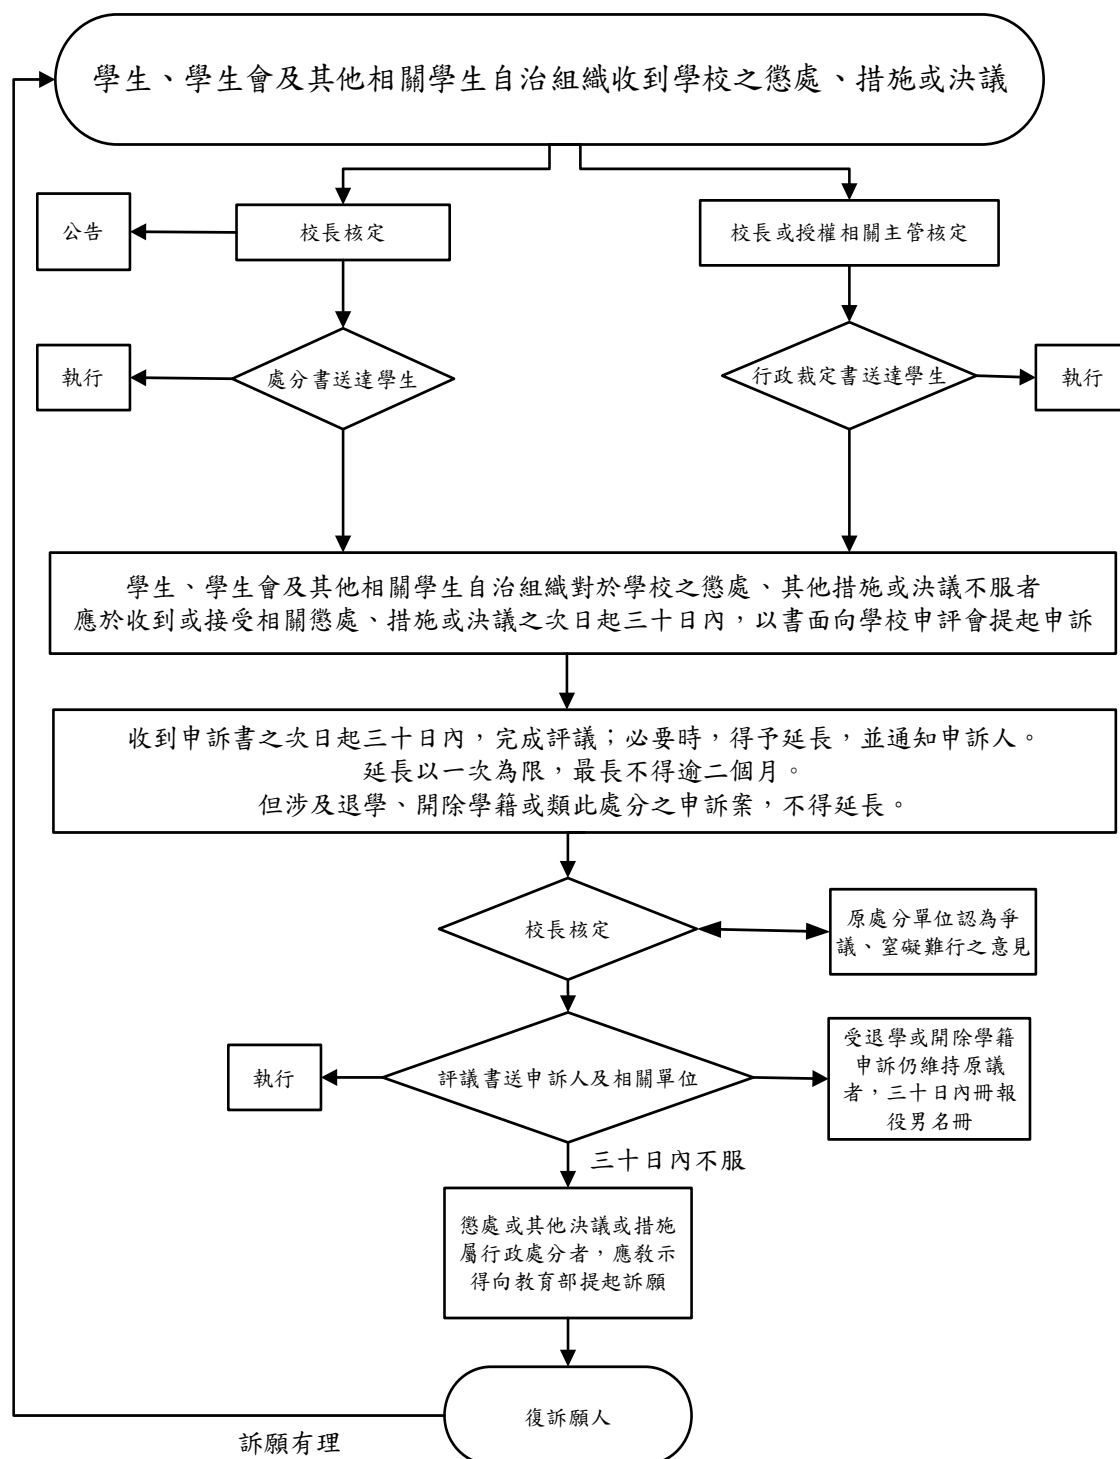 學生、學生會及其他相關學生自治組織收到學校之懲處、措施或決議
公告
校長核定
校長或授權相關主管核定
執行
處分書送達學生
行政裁定書送達學生
執行
學生、學生會及其他相關學生自治組織對於學校之懲處、其他措施或決議不服者
應於收到或接受相關懲處、措施或決議之次日起三十日內，以書面向學校申評會提起申訴
收到申訴書之次日起三十日內，完成評議；必要時，得予延長，並通知申訴人。
延長以一次為限，最長不得逾二個月。
但涉及退學、開除學籍或類此處分之申訴案，不得延長。
校長核定
原處分單位認為爭
議、窒礙難行之意見
執行
評議書送申訴人及相關單位
受退學或開除學籍
申訴仍維持原議
者，三十日內冊報
役男名冊
三十日內不服
懲處或其他決議或措施
屬行政處分者，應教示
得向教育部提起訴願
復訴願人
訴願有理